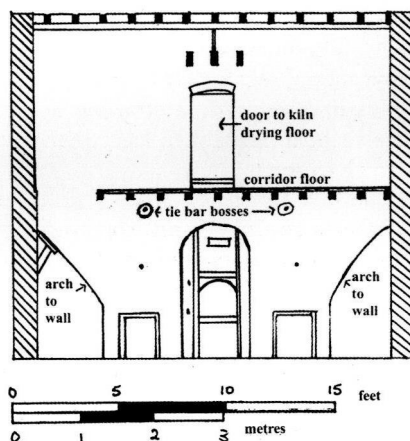 door to kiln
drying floor
corridor floor
tie bar bosses
arch
to
wall
arch
to
wall
0 5 10 15 feet
0 1 2 3 metres